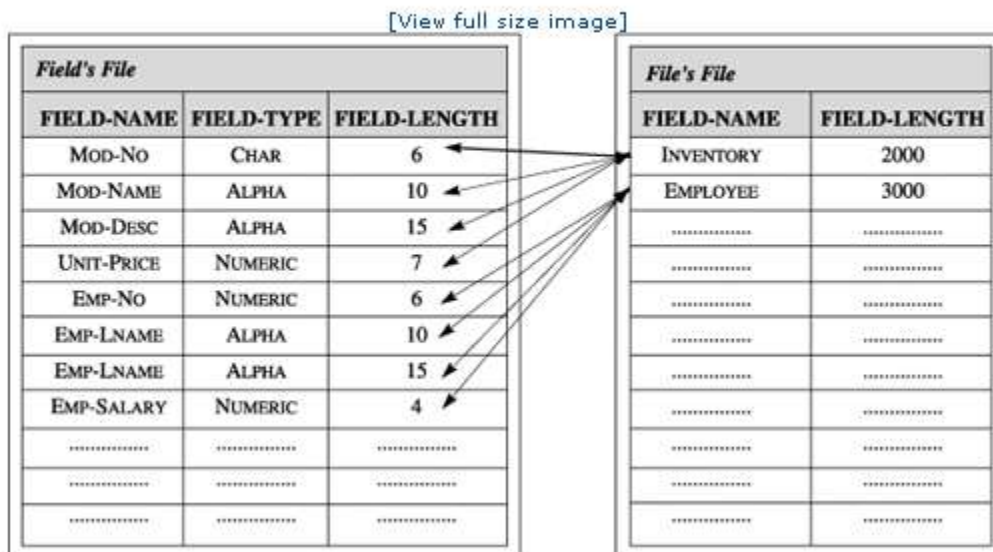 [View full size image]
Field's File
FIELD-NAME FIELD-TYPE FIELD-LENGTH
MOD-NO CHAR 6
MOD-NAME ALPHA 10
MOD-DESC ALPHA 15
UNIT-PRICE NUMERIC 7
EMP-NO NUMERIC 6
EMP-LNAME ALPHA 10
EMP-LNAME ALPHA 15
EMP-SALARY NUMERIC 4
............... ............... ...............
............... ............... ...............
............... ............... ...............
File's File
FIELD-NAME FIELD-LENGTH
INVENTORY 2000
EMPLOYEE 3000
............... ...............
............... ...............
............... ...............
............... ...............
............... ...............
............... ...............
............... ...............
............... ...............
............... ...............